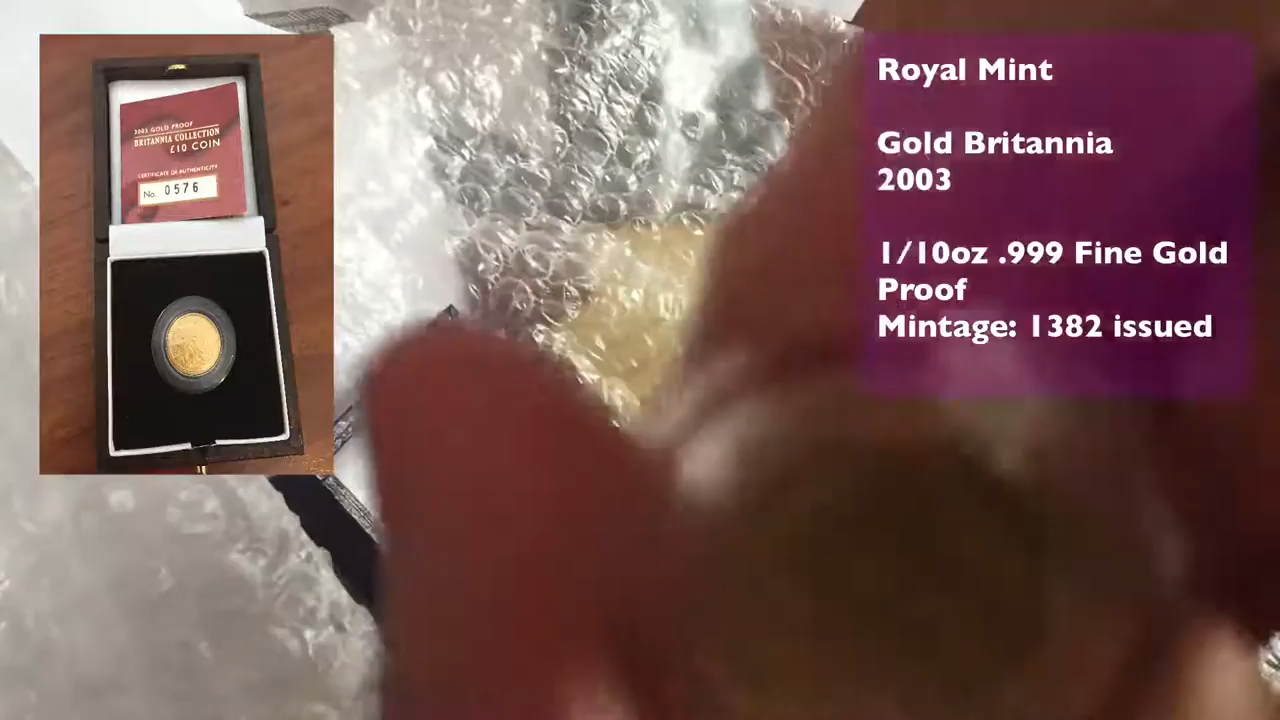 2003 GOLD PROOF
BRITANNIA COLLECTION
£10 COIN
CERTIFICATE OF AUTHENTICITY
No. 0576
Royal Mint
Gold Britannia
2003
1/10oz .999 Fine Gold
Proof
Mintage: 1382 issued